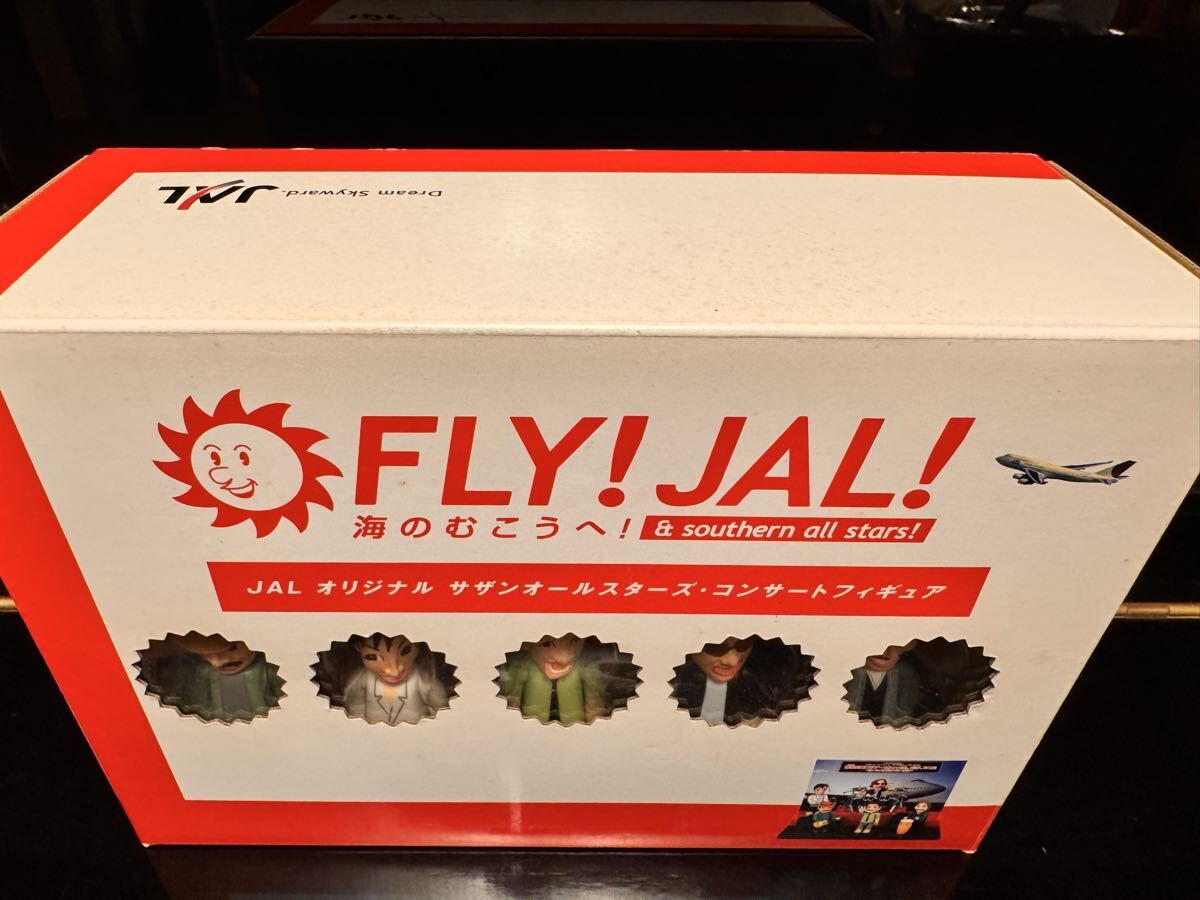 JAL Dream Skyward.
FLY! JAL!
海のむこうへ! & southern all stars!
JAL オリジナル サザンオールスターズ・コンサートフィギュア